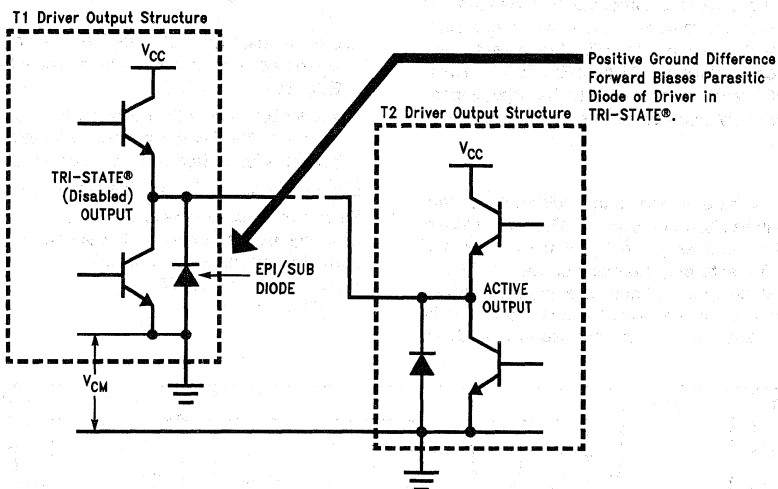 T1 Driver Output Structure
VCC
TRI-STATE®
(Disabled)
OUTPUT
EPI/SUB
DIODE
VCM
Positive Ground Difference
Forward Biases Parasitic
Diode of Driver in
TRI-STATE®.
T2 Driver Output Structure
VCC
ACTIVE
OUTPUT